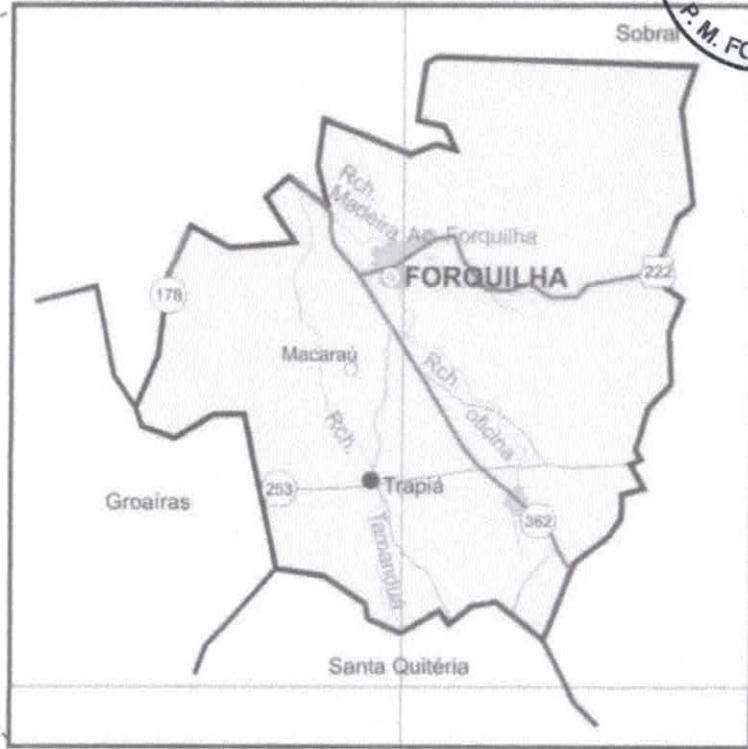 Sobral
P. M. FO
Rch.
Madeira
Aç. Forquilha
FORQUILHA
222
178
Macaraú
Rch.
oficina
Rch.
253
Trapiá
Groaíras
362
Tamanduá
Santa Quitéria